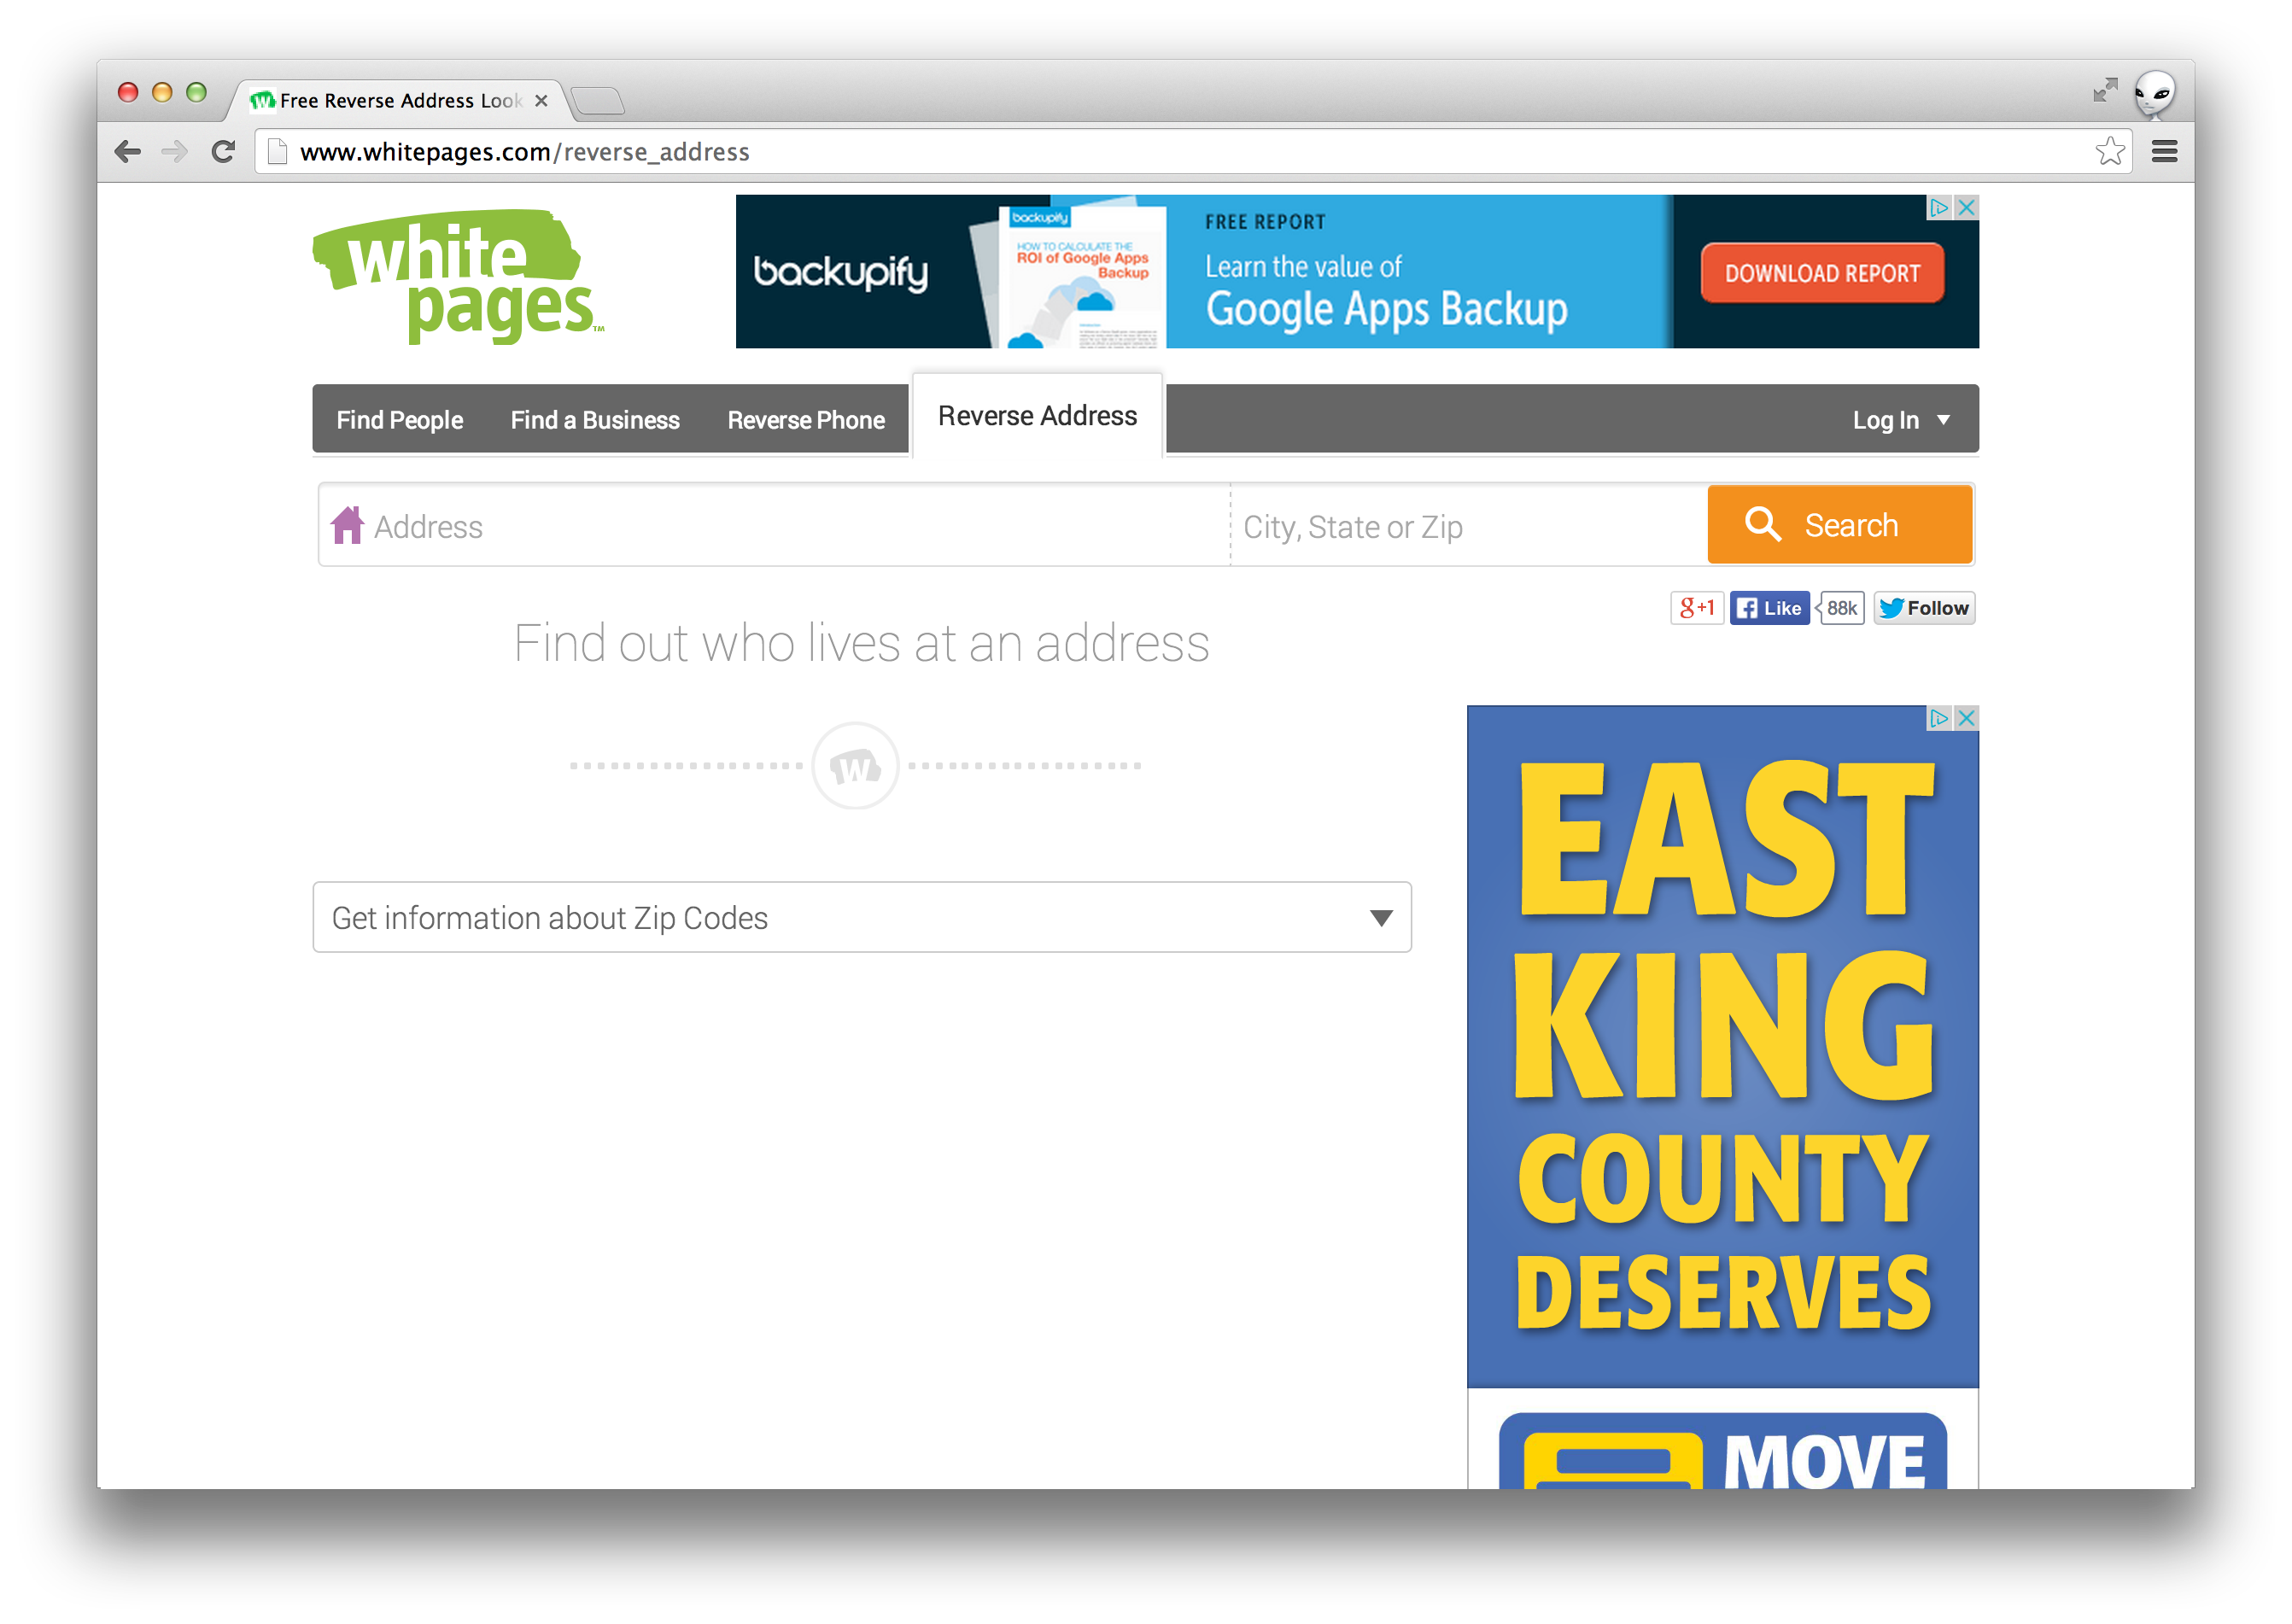 Free Reverse Address Look
www.whitepages.com/reverse_address
white
pages™
backupify
backupify
HOW TO CALCULATE THE
ROI of Google Apps
Backup
FREE REPORT
Learn the value of
Google Apps Backup
DOWNLOAD REPORT
Find People
Find a Business
Reverse Phone
Reverse Address
Log In
Address
City, State or Zip
Search
g+1
Like
88k
Follow
Find out who lives at an address
W
Get information about Zip Codes
EAST
KING
COUNTY
DESERVES
MOVE